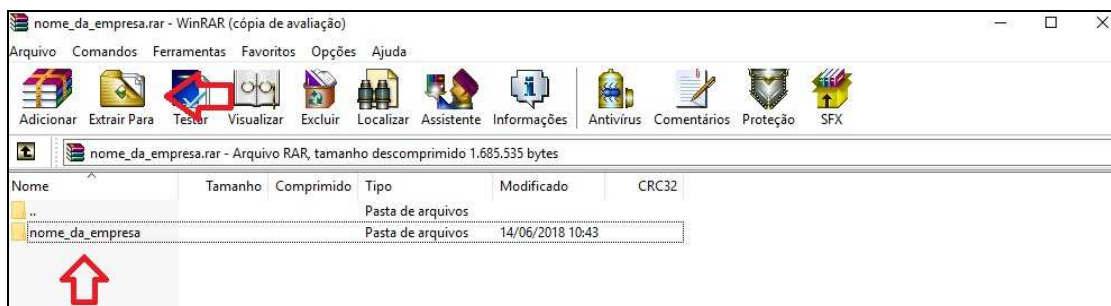 nome_da_empresa.rar - WinRAR (cópia de avaliação)
Arquivo Comandos Ferramentas Favoritos Opções Ajuda
Adicionar Extrair Para Testar Visualizar Excluir Localizar Assistente Informações Antivírus Comentários Proteção SFX
nome_da_empresa.rar - Arquivo RAR, tamanho descomprimido 1.685.535 bytes
Nome Tamanho Comprimido Tipo Modificado CRC32
.. Pasta de arquivos
nome_da_empresa Pasta de arquivos 14/06/2018 10:43